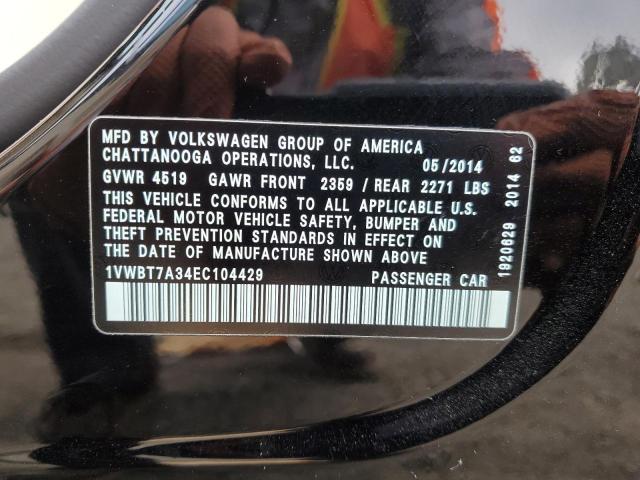 MFD BY VOLKSWAGEN GROUP OF AMERICA
CHATTANOOGA OPERATIONS, LLC. 05/2014
GVWR 4519 GAWR FRONT 2359 / REAR 2271 LBS
THIS VEHICLE CONFORMS TO ALL APPLICABLE U.S.
FEDERAL MOTOR VEHICLE SAFETY, BUMPER AND
THEFT PREVENTION STANDARDS IN EFFECT ON
THE DATE OF MANUFACTURE SHOWN ABOVE
1VWBT7A34EC104429 PASSENGER CAR
1920629 2014 62